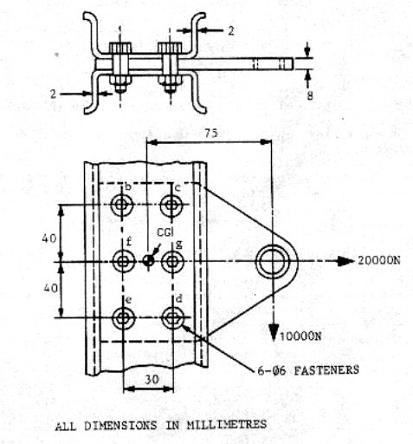 2
2
8
75
b
c
CG
f
g
40
20000N
e
d
40
10000N
30
6-Ø6 FASTENERS
ALL DIMENSIONS IN MILLIMETRES